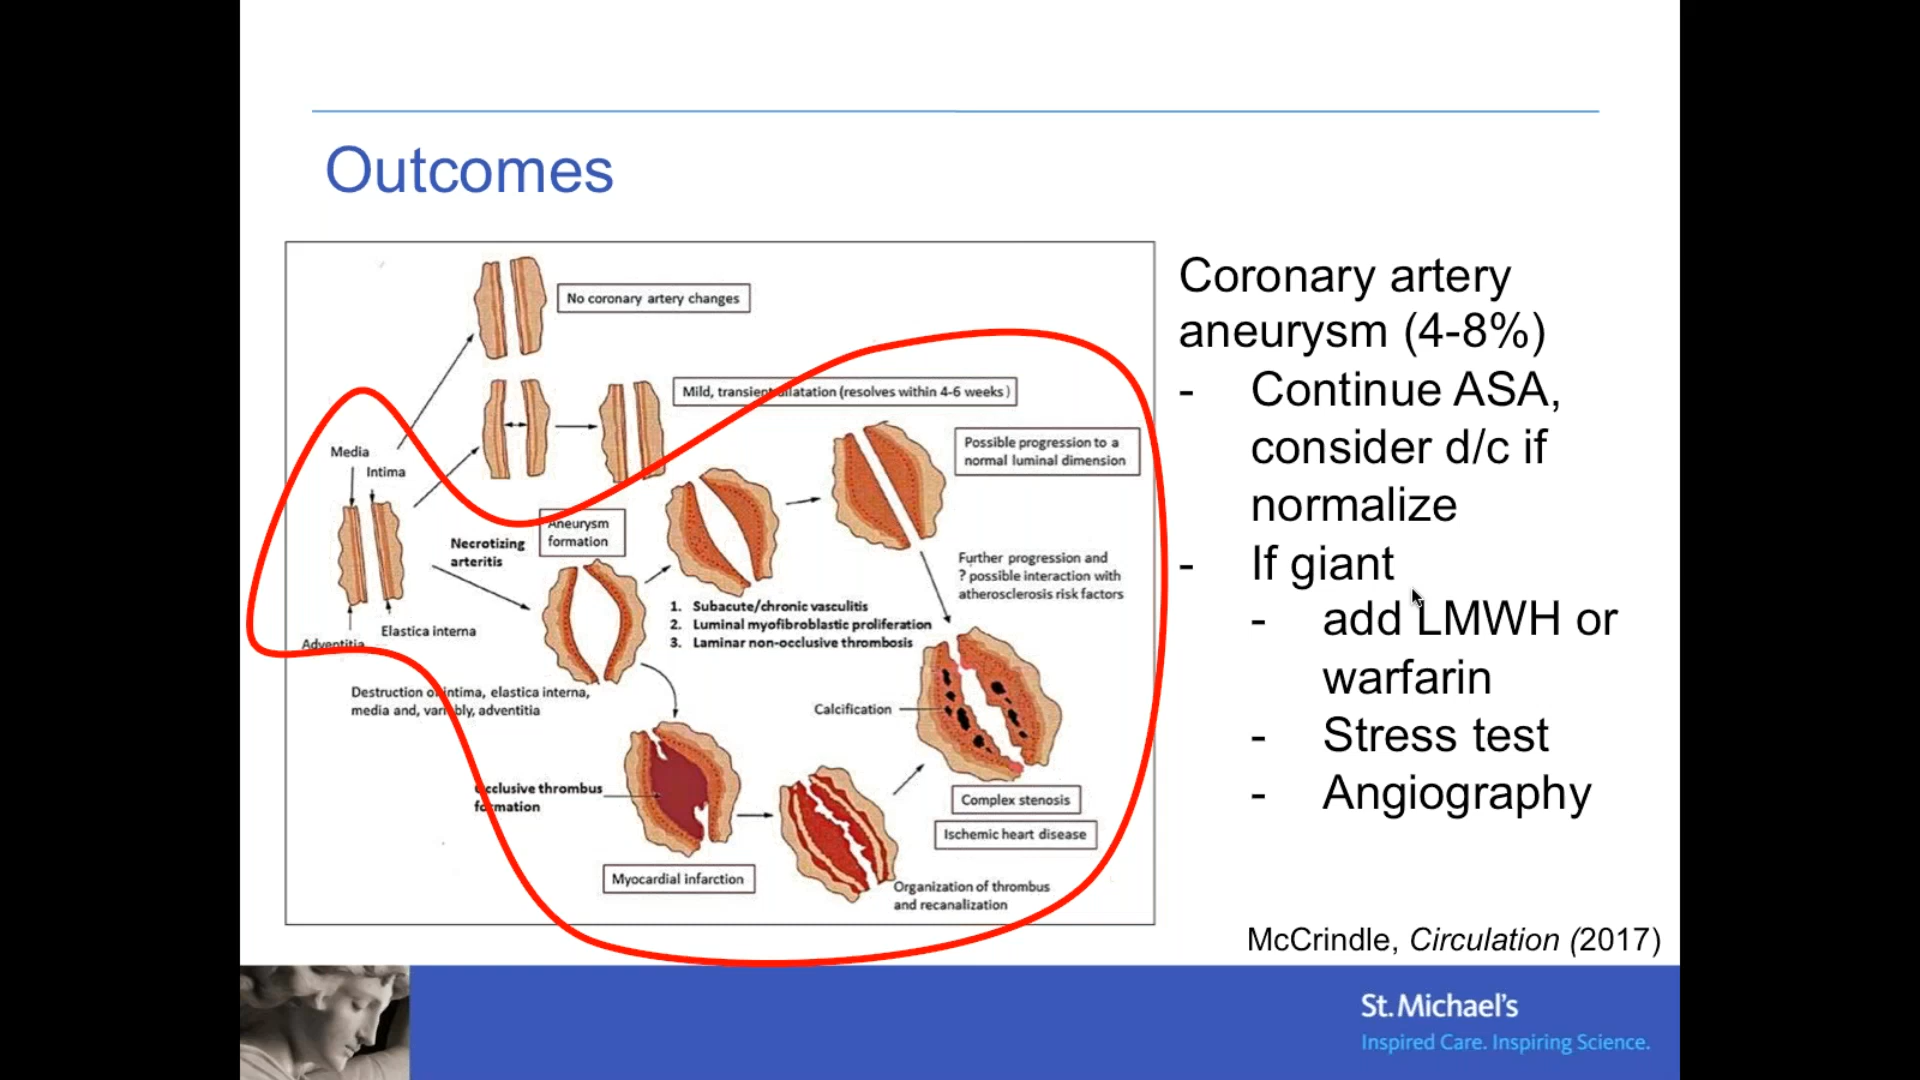 Outcomes
No coronary artery changes
Mild, transient dilatation (resolves within 4-6 weeks)
Possible progression to a
normal luminal dimension
Media
Intima
Aneurysm
formation
Necrotizing
arteritis
Further progression and
? possible interaction with
atherosclerosis risk factors
1. Subacute/chronic vasculitis
2. Luminal myofibroblastic proliferation
3. Laminar non-occlusive thrombosis
Elastica interna
Adventitia
Destruction of intima, elastica interna,
media and, variably, adventitia
Calcification
Occlusive thrombus
formation
Complex stenosis
Ischemic heart disease
Myocardial infarction
Organization of thrombus
and recanalization
Coronary artery
aneurysm (4-8%)
- Continue ASA,
consider d/c if
normalize
- If giant
- add LMWH or
warfarin
- Stress test
- Angiography
McCrindle, Circulation (2017)
St. Michael's
Inspired Care. Inspiring Science.